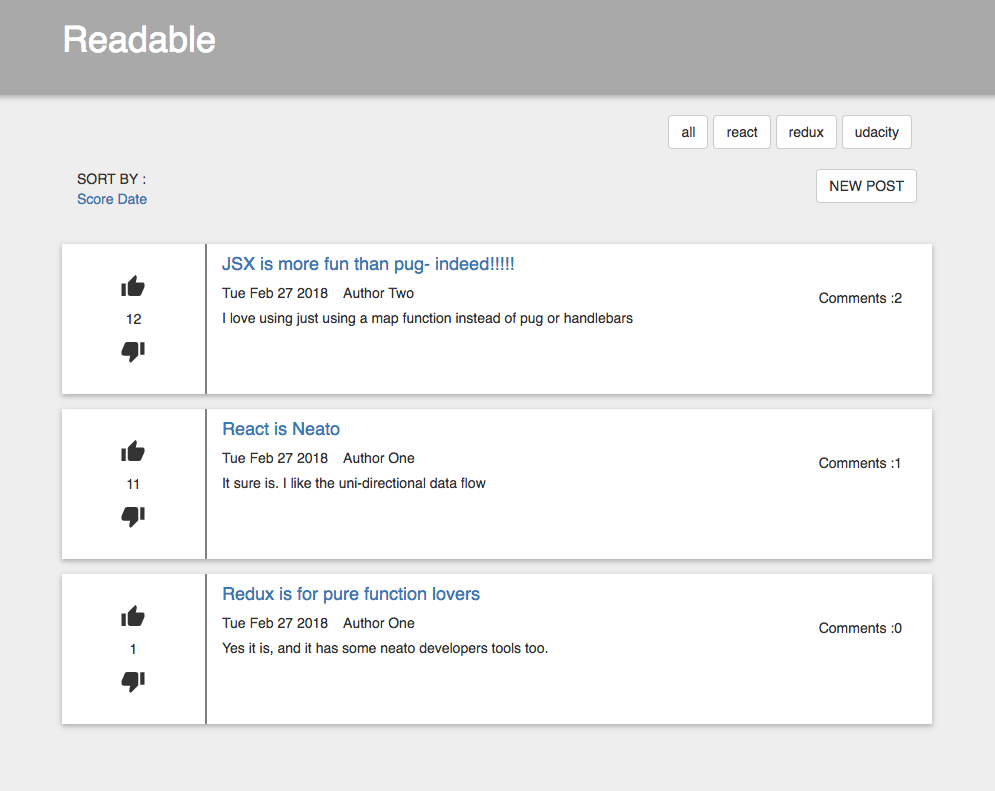 Readable
all react redux udacity
SORT BY :
Score Date
NEW POST
JSX is more fun than pug- indeed!!!!!
Tue Feb 27 2018 Author Two
I love using just using a map function instead of pug or handlebars
12
Comments :2
React is Neato
Tue Feb 27 2018 Author One
It sure is. I like the uni-directional data flow
11
Comments :1
Redux is for pure function lovers
Tue Feb 27 2018 Author One
Yes it is, and it has some neato developers tools too.
1
Comments :0